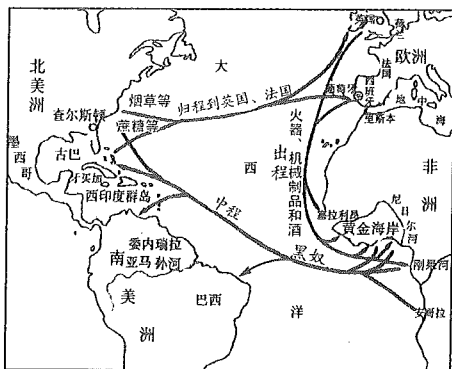 北美洲
大
西
洋
欧洲
非洲
英国
荷兰
法国
葡萄牙
西班牙
里斯本
地中海
烟草等
归程到英国、法国
查尔斯顿
蔗糖等
墨西哥
古巴
牙买加
西印度群岛
火器、机械制品和酒
出程
塞拉利昂
尼日尔河
黄金海岸
中程
委内瑞拉
南美洲
亚马孙河
黑奴
巴西
刚果河
安哥拉